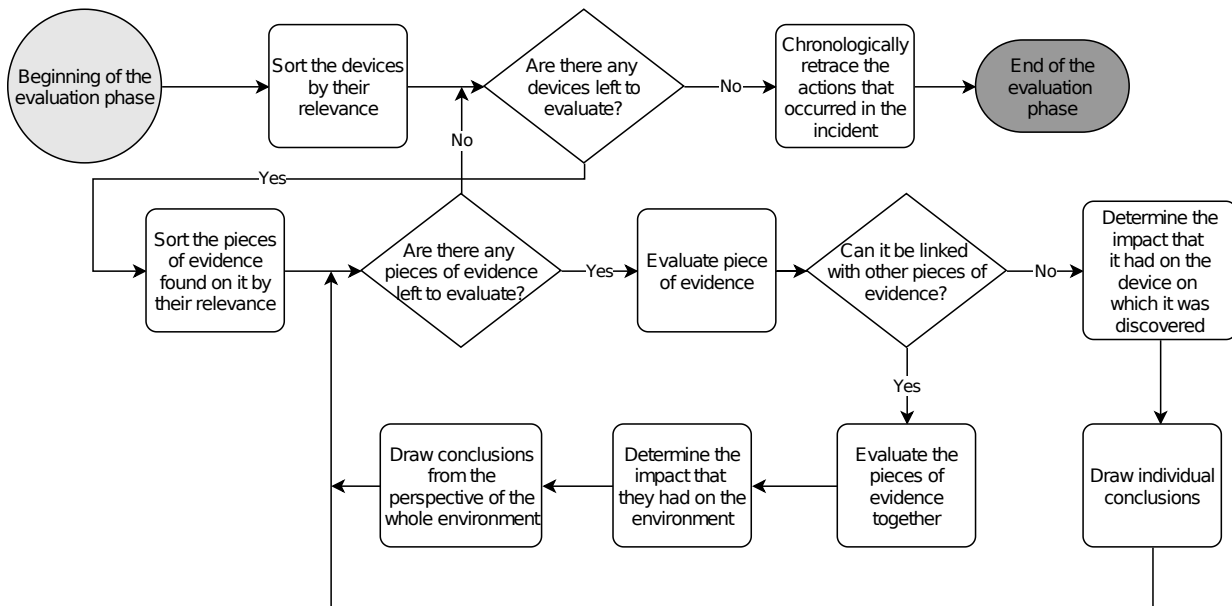 Beginning of the
evaluation phase
Sort the devices
by their
relevance
Are there any
devices left to
evaluate?
No
Chronologically
retrace the
actions that
occurred in the
incident
End of the
evaluation
phase
No
Yes
Sort the pieces
of evidence
found on it by
their relevance
Are there any
pieces of evidence
left to evaluate?
Yes
Evaluate piece
of evidence
Can it be linked
with other pieces of
evidence?
No
Determine the
impact that
it had on the
device on
which it was
discovered
Yes
Draw conclusions
from the
perspective of the
whole environment
Determine the
impact that
they had on the
environment
Evaluate the
pieces of
evidence
together
Draw individual
conclusions